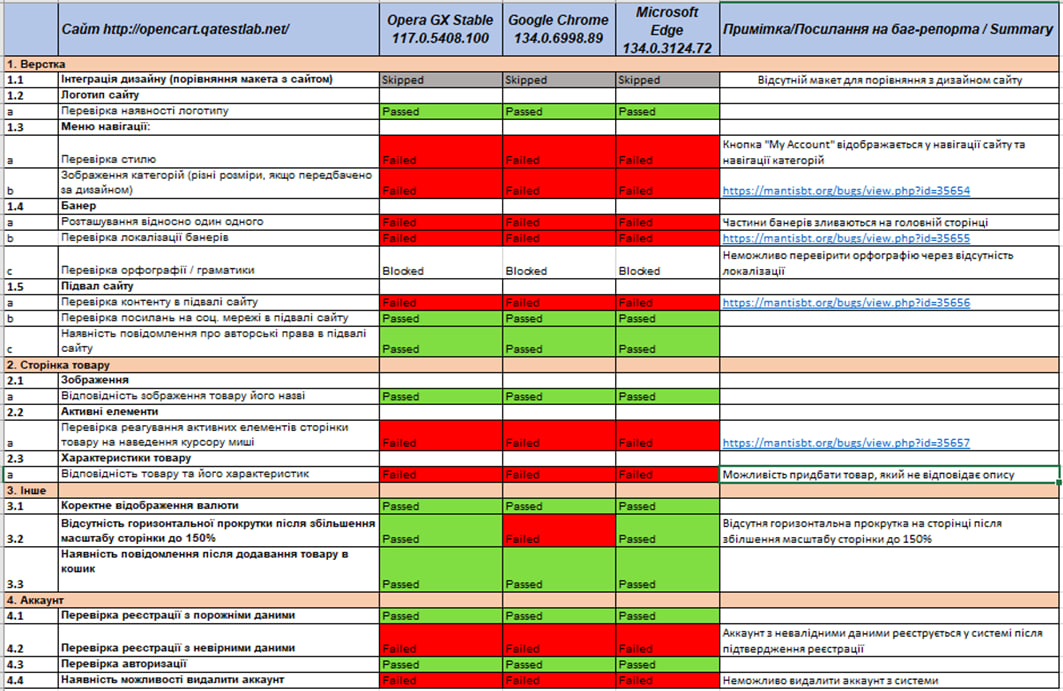 Сайт http://opencart.qatestlab.net/
Opera GX Stable
117.0.5408.100
Google Chrome
134.0.6998.89
Microsoft
Edge
134.0.3124.72
Примітка/Посилання на баг-репорта / Summary
1. Верстка
1.1 Інтеграція дизайну (порівняння макета з сайтом) Skipped Skipped Skipped Відсутній макет для порівняння з дизайном сайту
1.2 Логотип сайту
a Перевірка наявності логотипу Passed Passed Passed
1.3 Меню навігації:
a Перевірка стилю Failed Failed Failed Кнопка "My Account" відображається у навігації сайту та
навігації категорій
b Зображення категорій (різні розміри, якщо передбачено
за дизайном) Failed Failed Failed https://mantisbt.org/bugs/view.php?id=35654
1.4 Банер
a Розташування відносно один одного Failed Failed Failed Частини банерів зливаються на головній сторінці
b Перевірка локалізації банерів Failed Failed Failed https://mantisbt.org/bugs/view.php?id=35655
c Перевірка орфографії / граматики Blocked Blocked Blocked Неможливо перевірити орфографію через відсутність
локалізації
1.5 Підвал сайту
a Перевірка контенту в підвалі сайту Failed Failed Failed https://mantisbt.org/bugs/view.php?id=35656
b Перевірка посилань на соц. мережі в підвалі сайту Passed Passed Passed
c Наявність повідомлення про авторські права в підвалі
сайту Passed Passed Passed
2. Сторінка товару
2.1 Зображення
a Відповідність зображення товару його назві Passed Passed Passed
2.2 Активні елементи
a Перевірка реагування активних елементів сторінки
товару на наведення курсору миші Failed Failed Failed https://mantisbt.org/bugs/view.php?id=35657
2.3 Характеристики товару
a Відповідність товару та його характеристик Failed Failed Failed Можливість придбати товар, який не відповідає опису
3. Інше
3.1 Коректне відображення валюти Passed Passed Passed
3.2 Відсутність горизонтальної прокрутки після збільшення
масштабу сторінки до 150% Passed Failed Passed Відсутня горизонтальна прокрутка на сторінці після
збілшення масштабу сторінки до 150%
3.3 Наявність повідомлення після додавання товару в
кошик Passed Passed Passed
4. Аккаунт
4.1 Перевірка реєстрації з порожніми даними Passed Passed Passed
4.2 Перевірка реєстрації з невірними даними Failed Failed Failed Аккаунт з невалідними даними реєструється у системі після
підтвердження реєстрації
4.3 Перевірка авторизації Passed Passed Passed
4.4 Наявність можливості видалити аккаунт Failed Failed Failed Неможливо видалити аккаунт з системи